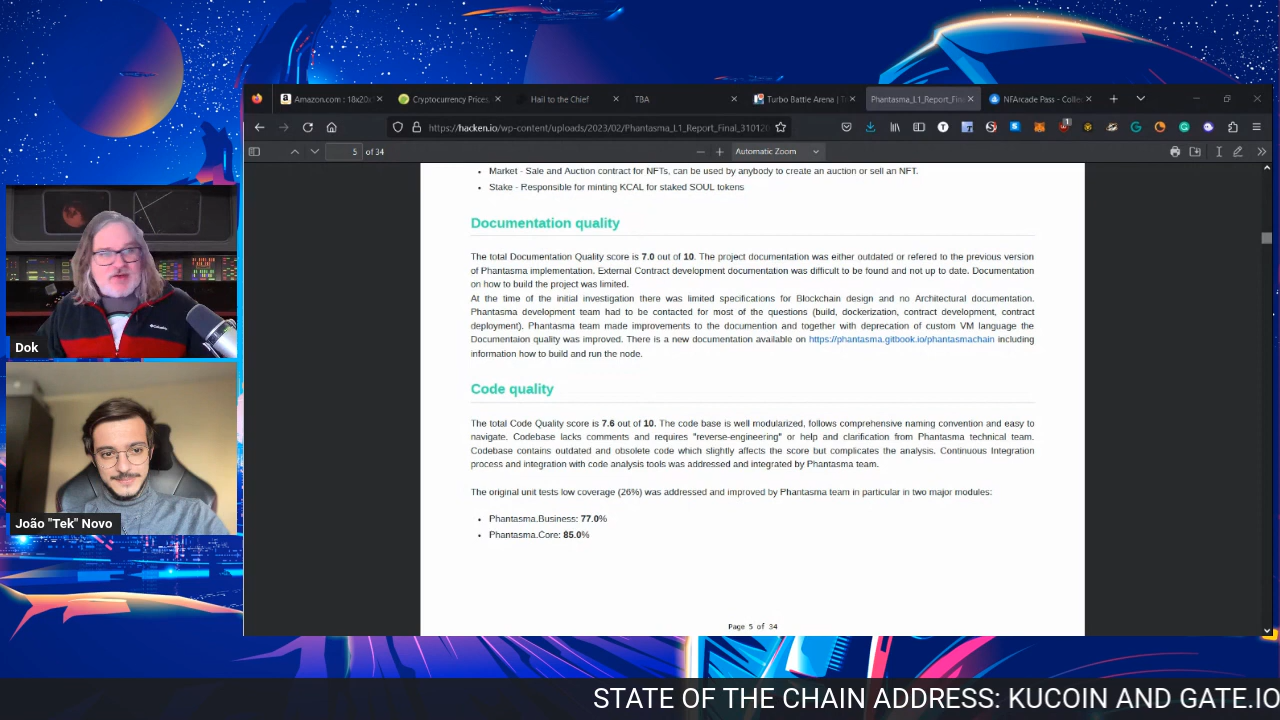 Amazon.com : 18x20
Cryptocurrency Prices,
Hail to the Chief
TBA
Turbo Battle Arena | T
Phantasma_L1_Report_Fin
NFArcade Pass - Collec
https://hacken.io/wp-content/uploads/2023/02/Phantasma_L1_Report_Final_31012
1
5 of 34
Automatic Zoom
• Market - Sale and Auction contract for NFTs, can be used by anybody to create an auction or sell an NFT.
• Stake - Responsible for minting KCAL for staked SOUL tokens
Documentation quality
The total Documentation Quality score is 7.0 out of 10. The project documentation was either outdated or refered to the previous version
of Phantasma implementation. External Contract development documentation was difficult to be found and not up to date. Documentation
on how to build the project was limited.
At the time of the initial investigation there was limited specifications for Blockchain design and no Architectural documentation.
Phantasma development team had to be contacted for most of the questions (build, dockerization, contract development, contract
deployment). Phantasma team made improvements to the documention and together with deprecation of custom VM language the
Documentaion quality was improved. There is a new documentation available on https://phantasma.gitbook.io/phantasmachain including
information how to build and run the node.
Code quality
The total Code Quality score is 7.6 out of 10. The code base is well modularized, follows comprehensive naming convention and easy to
navigate. Codebase lacks comments and requires "reverse-engineering" or help and clarification from Phantasma technical team.
Codebase contains outdated and obsolete code which slightly affects the score but complicates the analysis. Continuous Integration
process and integration with code analysis tools was addressed and integrated by Phantasma team.
The original unit tests low coverage (26%) was addressed and improved by Phantasma team in particular in two major modules:
• Phantasma.Business: 77.0%
• Phantasma.Core: 85.0%
Page 5 of 34
Dok
Columbia
João "Tek" Novo
STATE OF THE CHAIN ADDRESS: KUCOIN AND GATE.IO